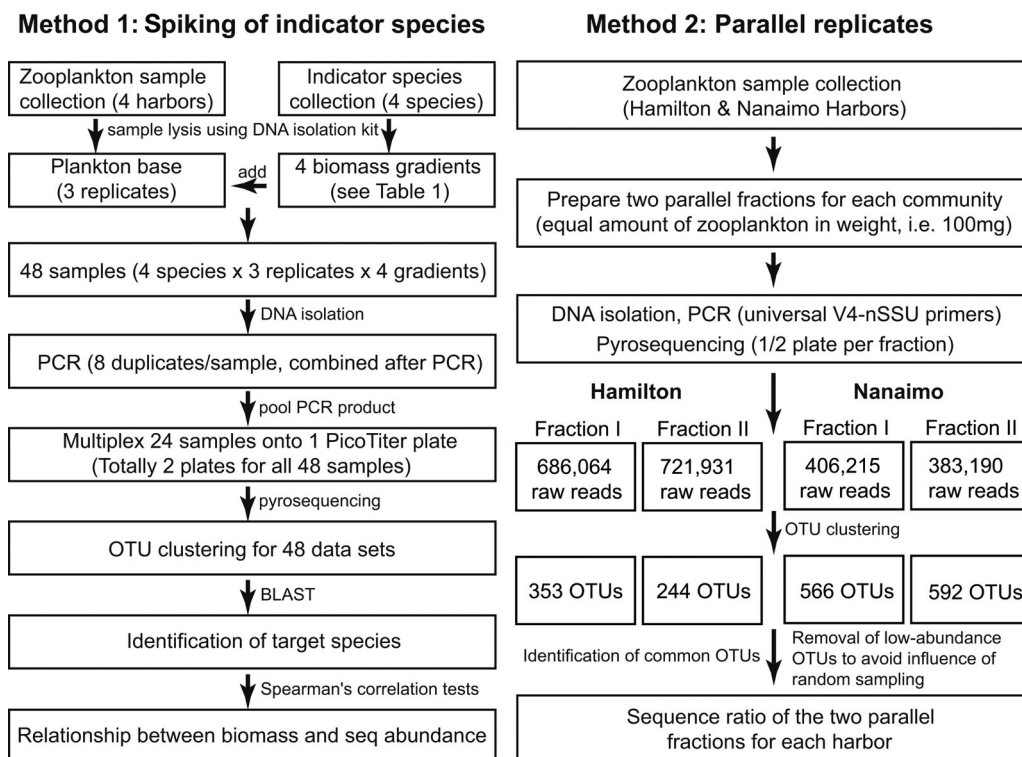 Method 1: Spiking of indicator species
Zooplankton sample
collection (4 harbors)
Indicator species
collection (4 species)
sample lysis using DNA isolation kit
Plankton base
(3 replicates)
add
4 biomass gradients
(see Table 1)
48 samples (4 species x 3 replicates x 4 gradients)
DNA isolation
PCR (8 duplicates/sample, combined after PCR)
pool PCR product
Multiplex 24 samples onto 1 PicoTiter plate
(Totally 2 plates for all 48 samples)
pyrosequencing
OTU clustering for 48 data sets
BLAST
Identification of target species
Spearman's correlation tests
Relationship between biomass and seq abundance
Method 2: Parallel replicates
Zooplankton sample collection
(Hamilton & Nanaimo Harbors)
Prepare two parallel fractions for each community
(equal amount of zooplankton in weight, i.e. 100mg)
DNA isolation, PCR (universal V4-nSSU primers)
Pyrosequencing (1/2 plate per fraction)
Hamilton
Nanaimo
Fraction I
Fraction II
Fraction I
Fraction II
686,064
raw reads
721,931
raw reads
406,215
raw reads
383,190
raw reads
OTU clustering
353 OTUs
244 OTUs
566 OTUs
592 OTUs
Identification of common OTUs
Removal of low-abundance
OTUs to avoid influence of
random sampling
Sequence ratio of the two parallel
fractions for each harbor